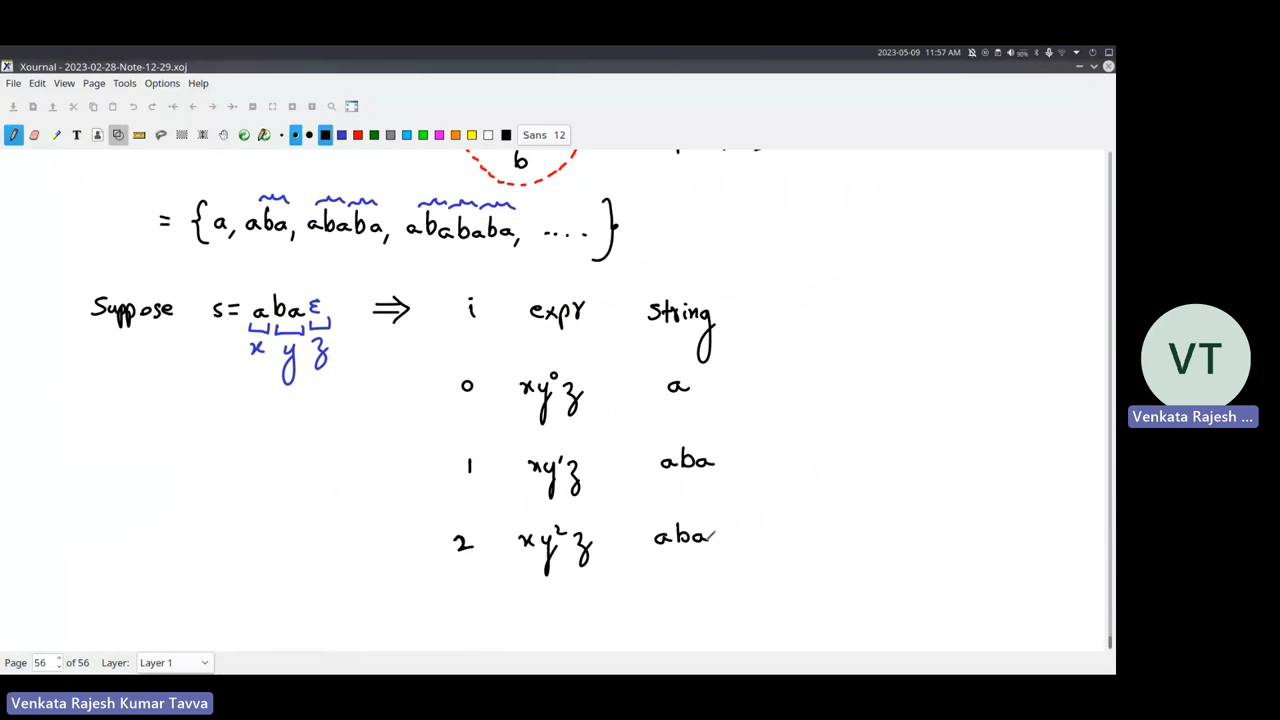 2023-05-09 11:57 AM
Xournal - 2023-02-28-Note-12-29.xoj
File Edit View Page Tools Options Help
Sans 12
b
= {a, aba, ababa, abababa, ....}
Suppose s = abaε ⇒ i expr string
x y z
0 xy⁰z a
1 xy¹z aba
2 xy²z aba
VT
Venkata Rajesh ...
Page 56 of 56 Layer: Layer 1
Venkata Rajesh Kumar Tavva